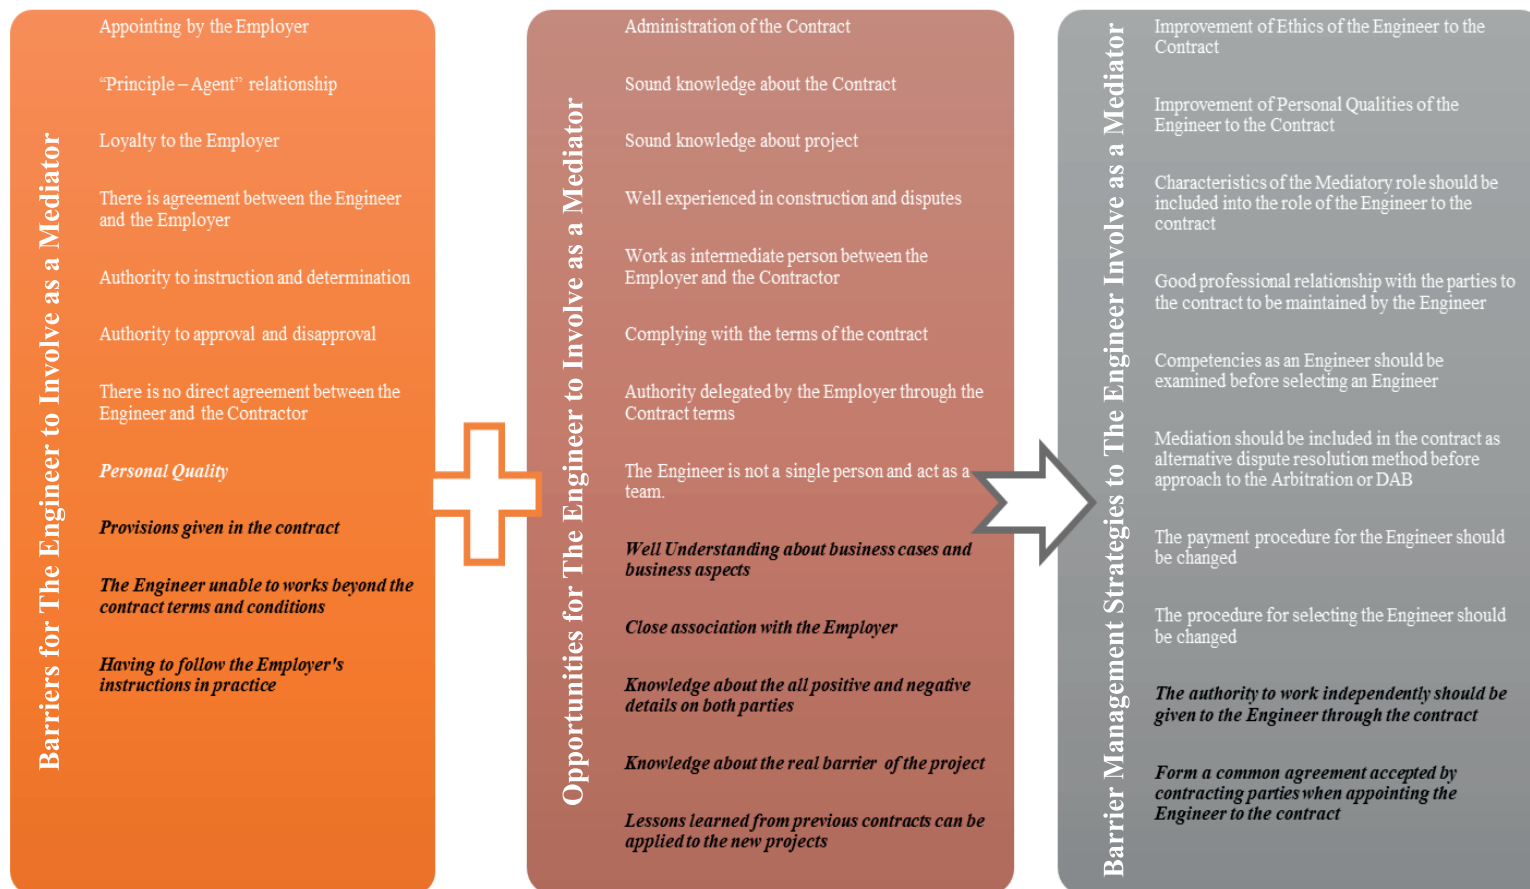 Barriers for The Engineer to Involve as a Mediator
Appointing by the Employer
“Principle – Agent” relationship
Loyalty to the Employer
There is agreement between the Engineer
and the Employer
Authority to instruction and determination
Authority to approval and disapproval
There is no direct agreement between the
Engineer and the Contractor
Personal Quality
Provisions given in the contract
The Engineer unable to works beyond the
contract terms and conditions
Having to follow the Employer's
instructions in practice
Opportunities for The Engineer to Involve as a Mediator
Administration of the Contract
Sound knowledge about the Contract
Sound knowledge about project
Well experienced in construction and disputes
Work as intermediate person between the
Employer and the Contractor
Complying with the terms of the contract
Authority delegated by the Employer through the
Contract terms
The Engineer is not a single person and act as a
team.
Well Understanding about business cases and
business aspects
Close association with the Employer
Knowledge about the all positive and negative
details on both parties
Knowledge about the real barrier of the project
Lessons learned from previous contracts can be
applied to the new projects
Barrier Management Strategies to The Engineer Involve as a Mediator
Improvement of Ethics of the Engineer to the
Contract
Improvement of Personal Qualities of the
Engineer to the Contract
Characteristics of the Mediatory role should be
included into the role of the Engineer to the
contract
Good professional relationship with the parties to
the contract to be maintained by the Engineer
Competencies as an Engineer should be
examined before selecting an Engineer
Mediation should be included in the contract as
alternative dispute resolution method before
approach to the Arbitration or DAB
The payment procedure for the Engineer should
be changed
The procedure for selecting the Engineer should
be changed
The authority to work independently should be
given to the Engineer through the contract
Form a common agreement accepted by
contracting parties when appointing the
Engineer to the contract